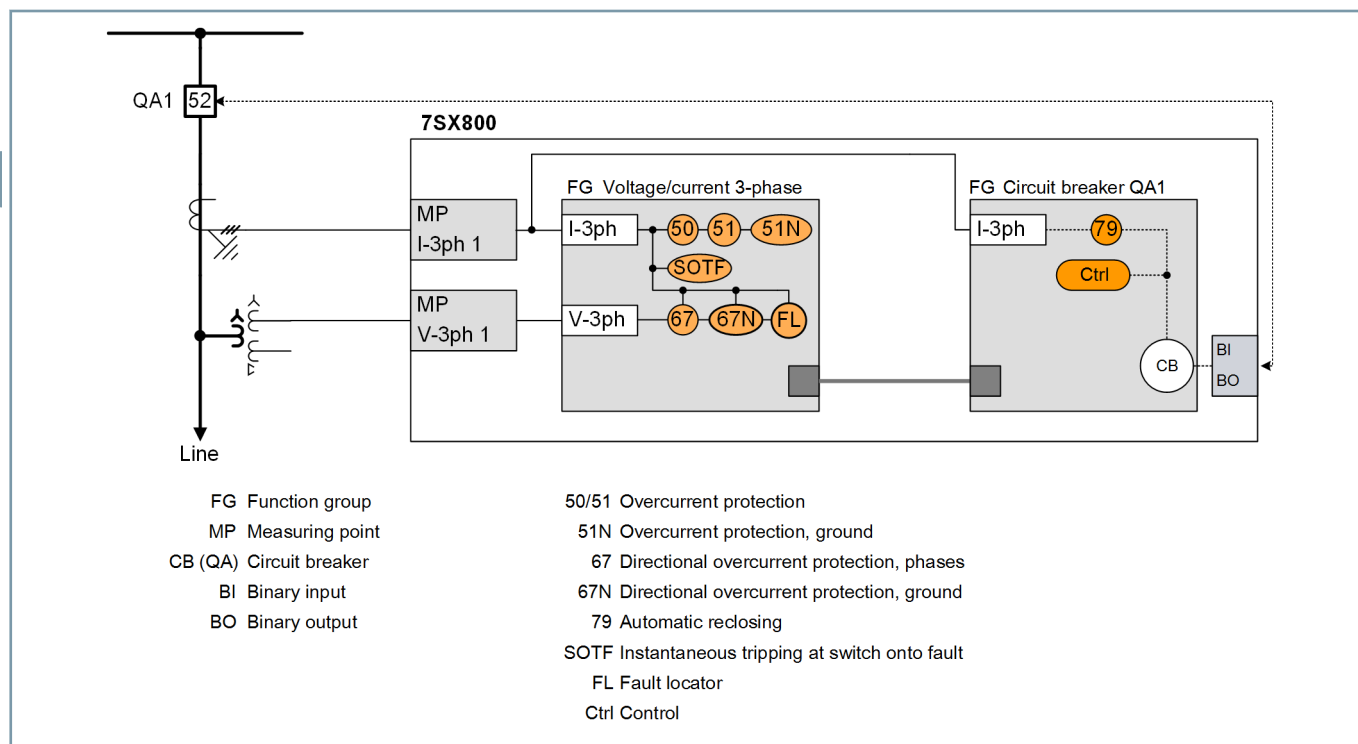 QA1
52
7SX800
FG Voltage/current 3-phase
FG Circuit breaker QA1
MP
I-3ph 1
I-3ph
50
51
51N
I-3ph
79
SOTF
Ctrl
MP
V-3ph 1
V-3ph
67
67N
FL
CB
BI
BO
Line
FG Function group
MP Measuring point
CB (QA) Circuit breaker
BI Binary input
BO Binary output
50/51 Overcurrent protection
51N Overcurrent protection, ground
67 Directional overcurrent protection, phases
67N Directional overcurrent protection, ground
79 Automatic reclosing
SOTF Instantaneous tripping at switch onto fault
FL Fault locator
Ctrl Control